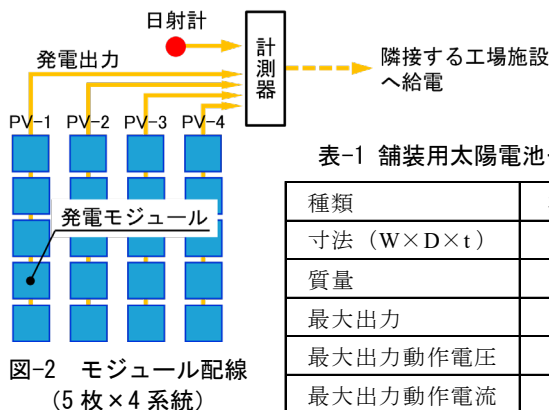 日射計
発電出力
計測器
隣接する工場施設
へ給電
PV-1 PV-2 PV-3 PV-4
発電モジュール
図-2 モジュール配線
(5枚×4系統)
表-1 舗装用太陽電池
種類
寸法（W×D×t）
質量
最大出力
最大出力動作電圧
最大出力動作電流